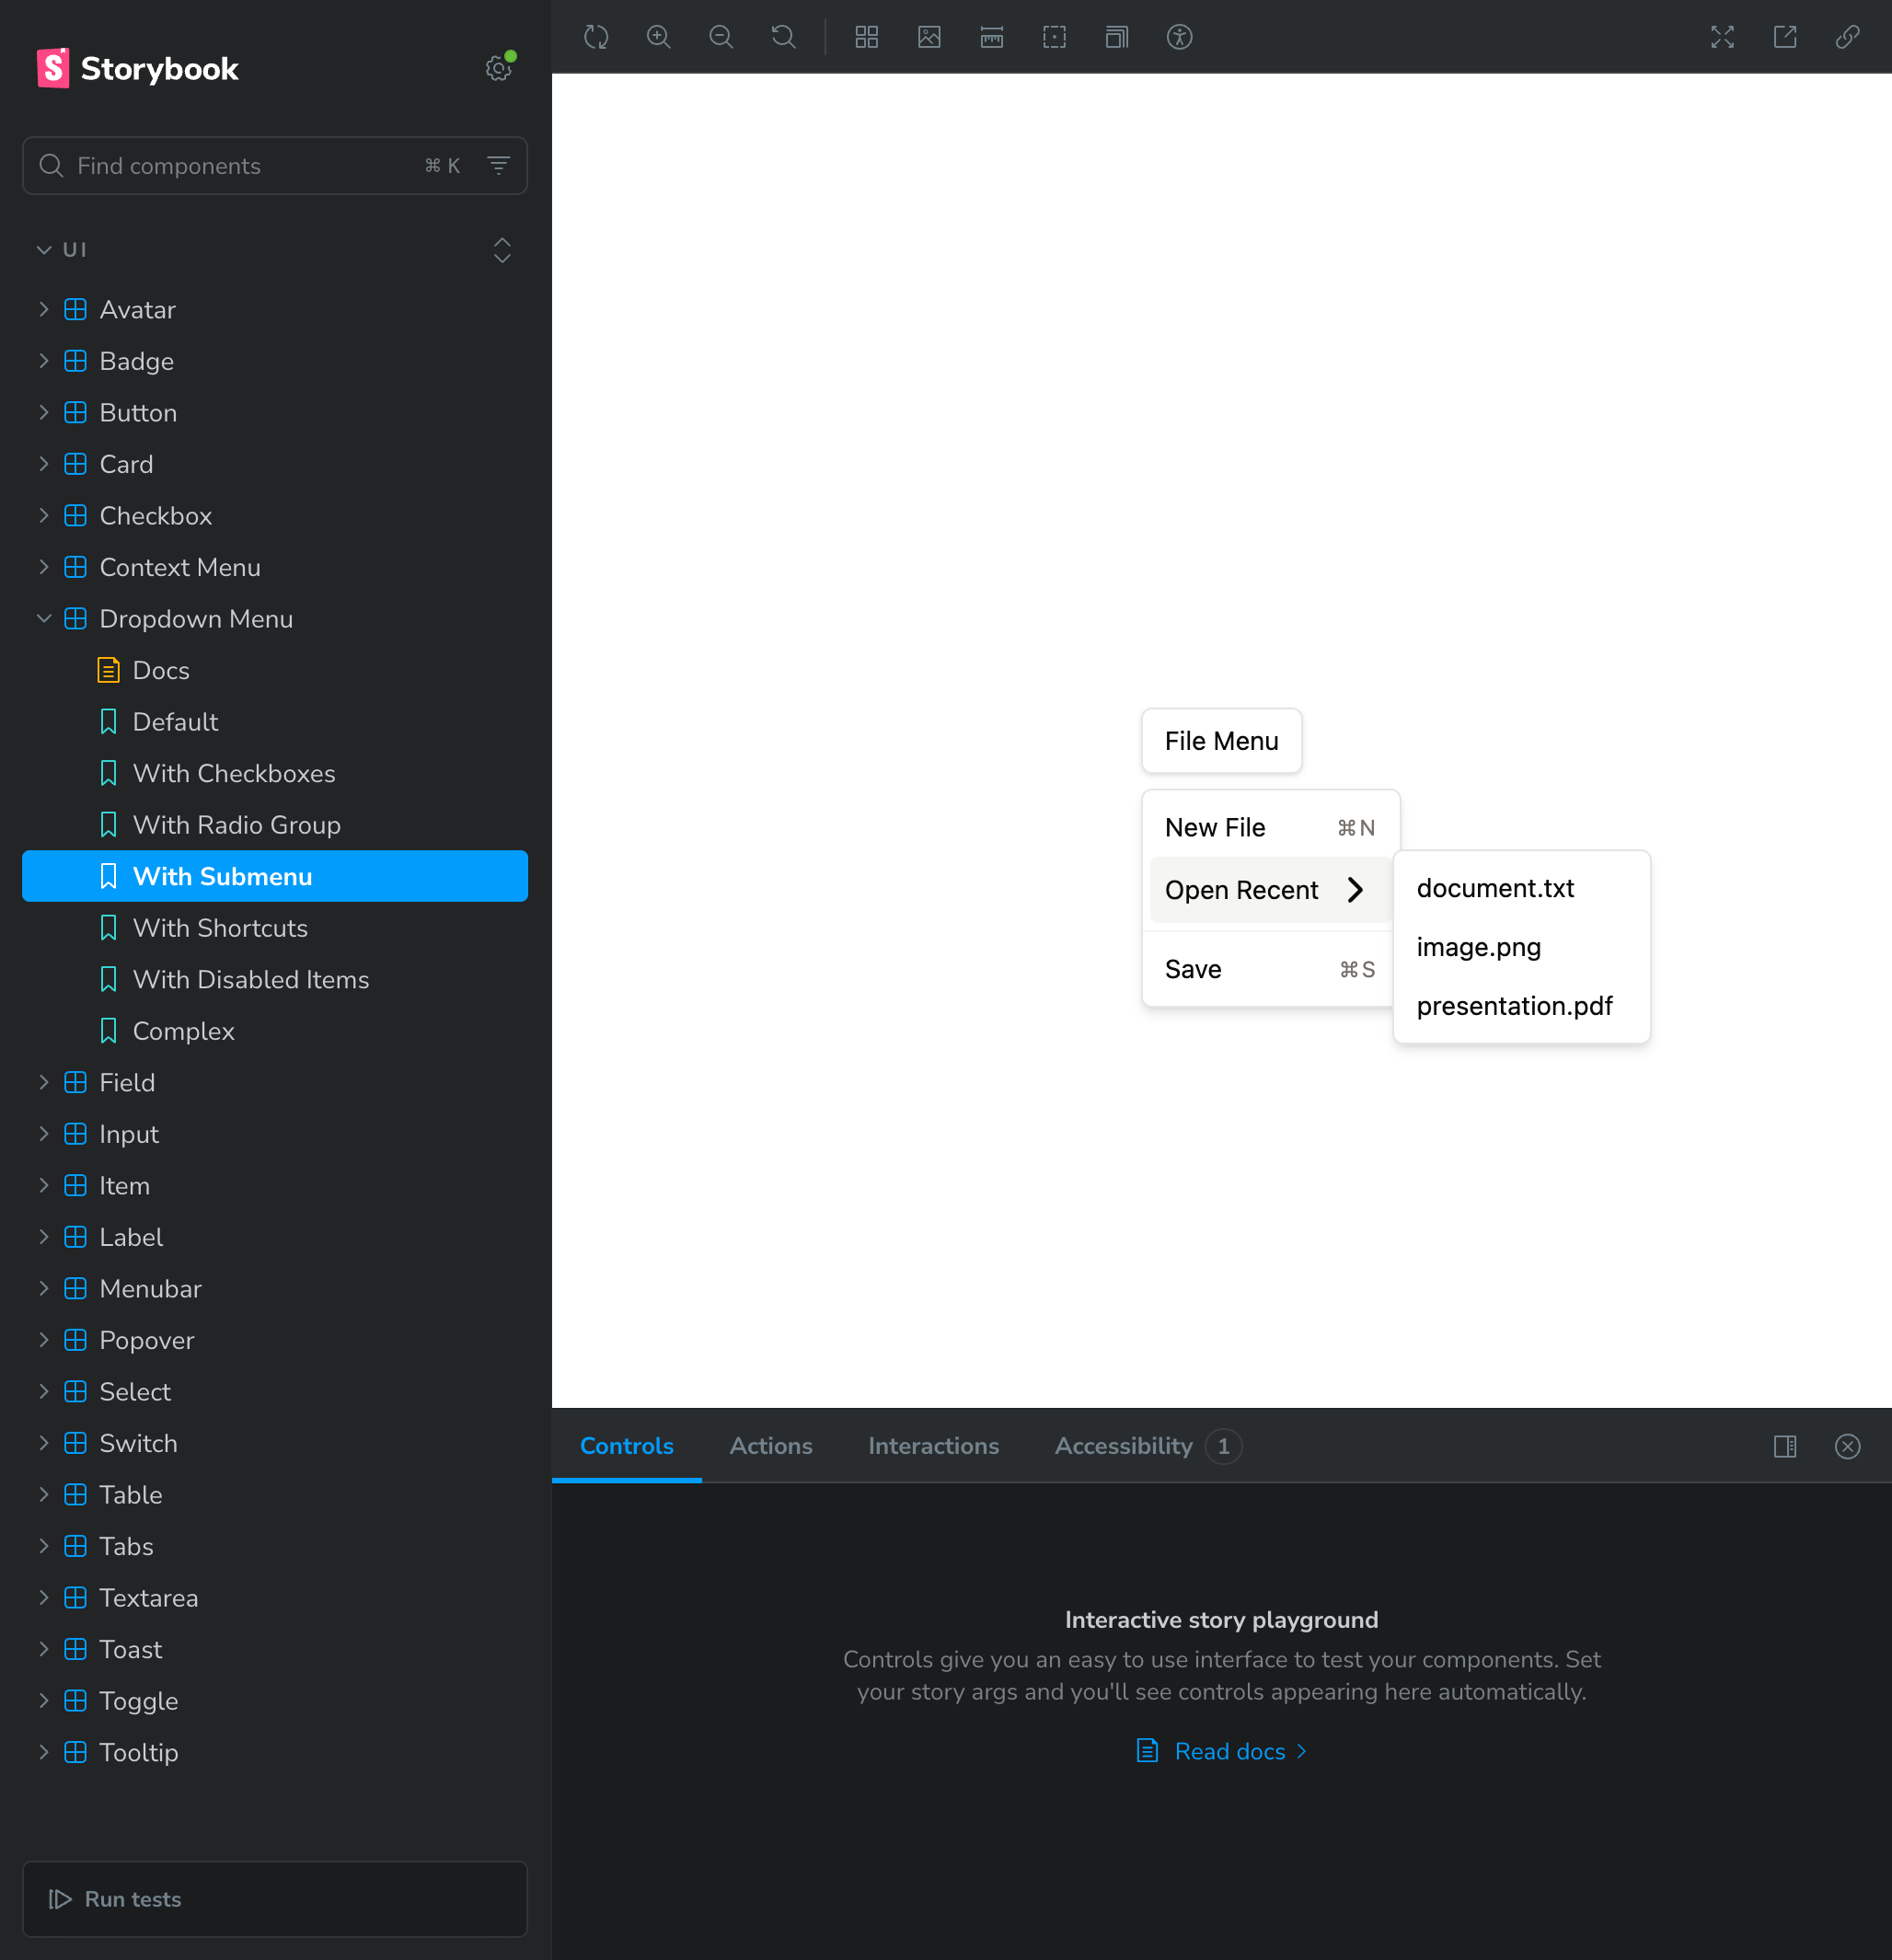 Storybook
Find components
⌘ K
UI
Avatar
Badge
Button
Card
Checkbox
Context Menu
Dropdown Menu
Docs
Default
With Checkboxes
With Radio Group
With Submenu
With Shortcuts
With Disabled Items
Complex
Field
Input
Item
Label
Menubar
Popover
Select
Switch
Table
Tabs
Textarea
Toast
Toggle
Tooltip
Run tests
File Menu
New File ⌘N
Open Recent
Save ⌘S
document.txt
image.png
presentation.pdf
Controls
Actions
Interactions
Accessibility 1
Interactive story playground
Controls give you an easy to use interface to test your components. Set
your story args and you'll see controls appearing here automatically.
Read docs